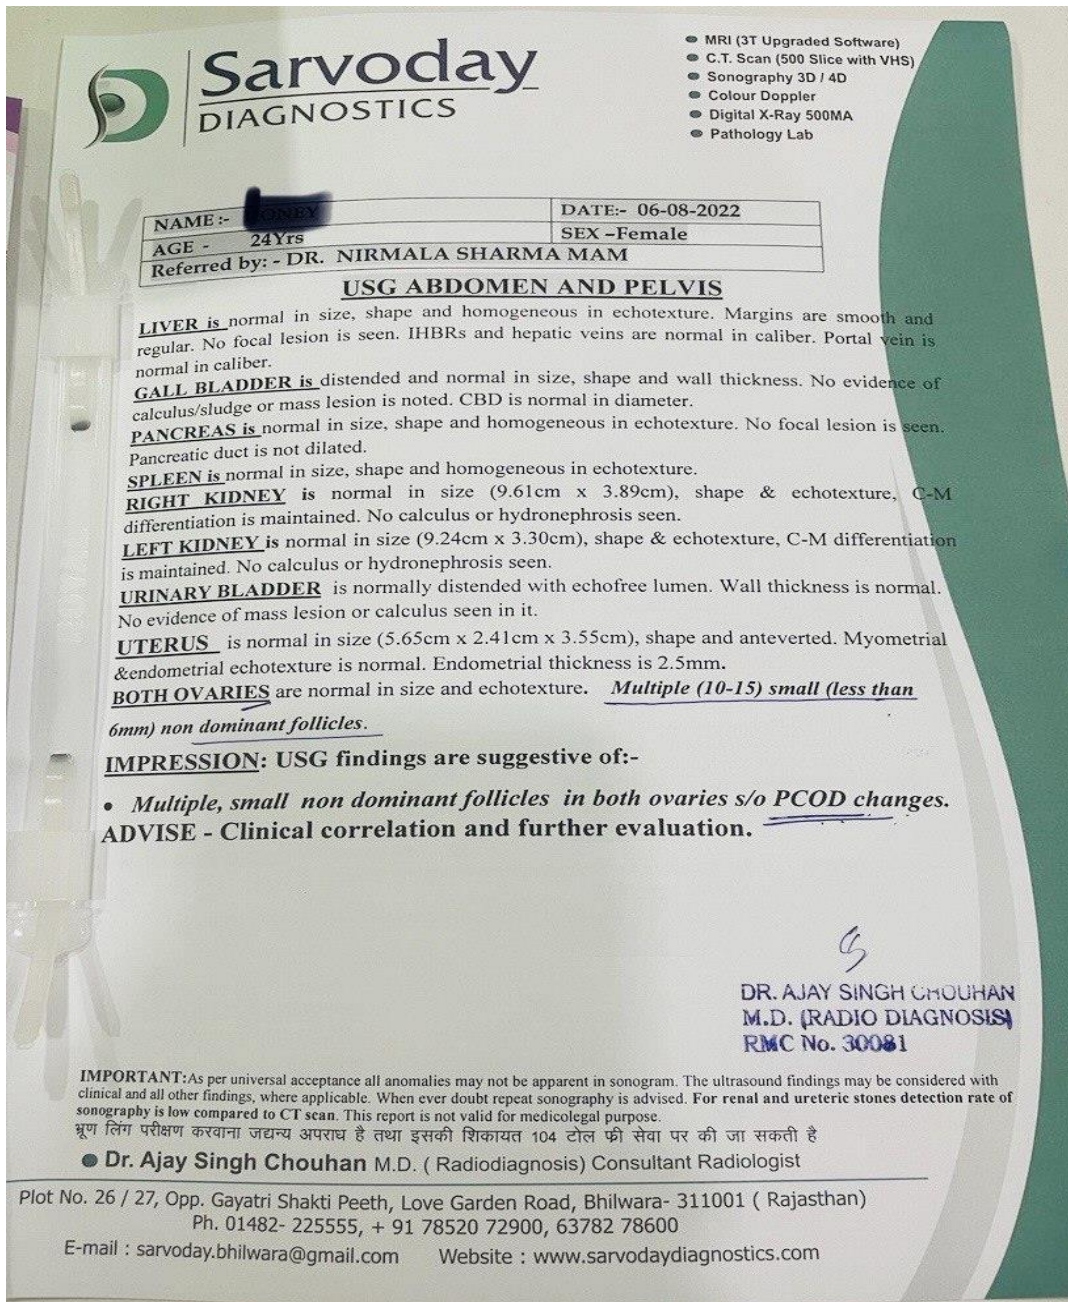 Sarvoday
DIAGNOSTICS
MRI (3T Upgraded Software)
C.T. Scan (500 Slice with VHS)
Sonography 3D / 4D
Colour Doppler
Digital X-Ray 500MA
Pathology Lab
NAME :- ONEY
DATE:- 06-08-2022
AGE - 24Yrs
SEX –Female
Referred by: - DR. NIRMALA SHARMA MAM
USG ABDOMEN AND PELVIS
LIVER is normal in size, shape and homogeneous in echotexture. Margins are smooth and
regular. No focal lesion is seen. IHBRs and hepatic veins are normal in caliber. Portal vein is
normal in caliber.
GALL BLADDER is distended and normal in size, shape and wall thickness. No evidence of
calculus/sludge or mass lesion is noted. CBD is normal in diameter.
PANCREAS is normal in size, shape and homogeneous in echotexture. No focal lesion is seen.
Pancreatic duct is not dilated.
SPLEEN is normal in size, shape and homogeneous in echotexture.
RIGHT KIDNEY is normal in size (9.61cm x 3.89cm), shape & echotexture, C-M
differentiation is maintained. No calculus or hydronephrosis seen.
LEFT KIDNEY is normal in size (9.24cm x 3.30cm), shape & echotexture, C-M differentiation
is maintained. No calculus or hydronephrosis seen.
URINARY BLADDER is normally distended with echofree lumen. Wall thickness is normal.
No evidence of mass lesion or calculus seen in it.
UTERUS is normal in size (5.65cm x 2.41cm x 3.55cm), shape and anteverted. Myometrial
&endometrial echotexture is normal. Endometrial thickness is 2.5mm.
BOTH OVARIES are normal in size and echotexture. Multiple (10-15) small (less than
6mm) non dominant follicles.
IMPRESSION: USG findings are suggestive of:-
• Multiple, small non dominant follicles in both ovaries s/o PCOD changes.
ADVISE - Clinical correlation and further evaluation.
DR. AJAY SINGH CHOUHAN
M.D. (RADIO DIAGNOSIS)
RMC No. 30081
IMPORTANT:As per universal acceptance all anomalies may not be apparent in sonogram. The ultrasound findings may be considered with
clinical and all other findings, where applicable. When ever doubt repeat sonography is advised. For renal and ureteric stones detection rate of
sonography is low compared to CT scan. This report is not valid for medicolegal purpose.
भ्रूण लिंग परीक्षण करवाना जद्यन्य अपराध है तथा इसकी शिकायत 104 टोल फ्री सेवा पर की जा सकती है
Dr. Ajay Singh Chouhan M.D. ( Radiodiagnosis) Consultant Radiologist
Plot No. 26 / 27, Opp. Gayatri Shakti Peeth, Love Garden Road, Bhilwara- 311001 ( Rajasthan)
Ph. 01482- 225555, + 91 78520 72900, 63782 78600
E-mail : sarvoday.bhilwara@gmail.com Website : www.sarvodaydiagnostics.com